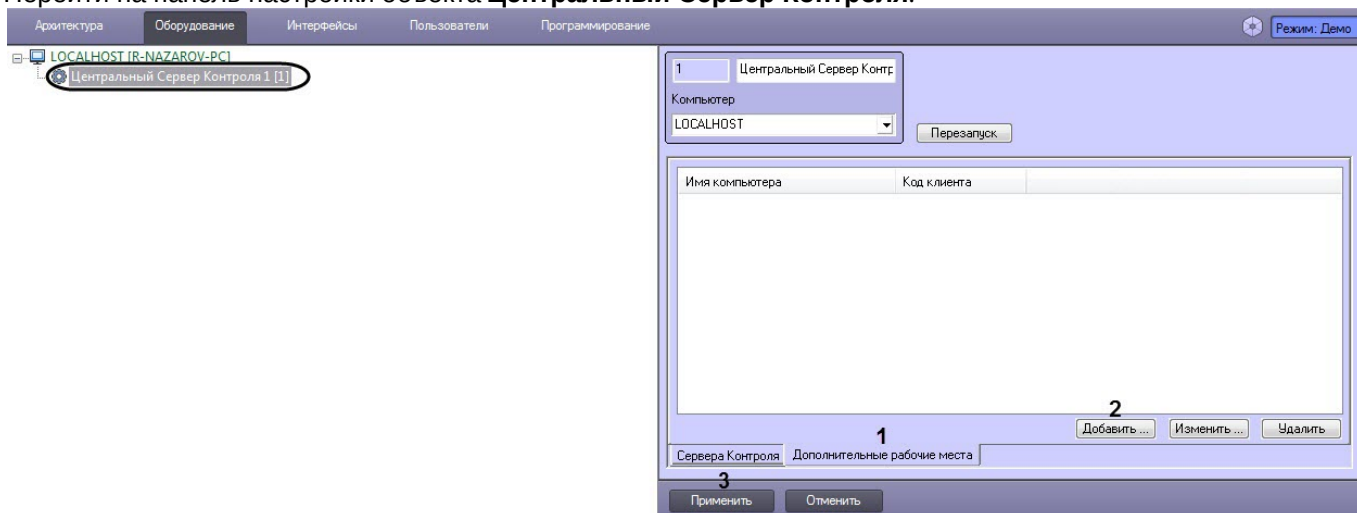 Перейти на панель настройки объекта Центральный Сервер Контроля.
Архитектура Оборудование Интерфейсы Пользователи Программирование Режим: Демо
LOCALHOST [R-NAZAROV-PC]
Центральный Сервер Контроля 1 [1]
1 Центральный Сервер Контр
Компьютер
LOCALHOST
Перезапуск
Имя компьютера Код клиента
2
Добавить ... Изменить ... Удалить
1
Сервера Контроля Дополнительные рабочие места
3
Применить Отменить